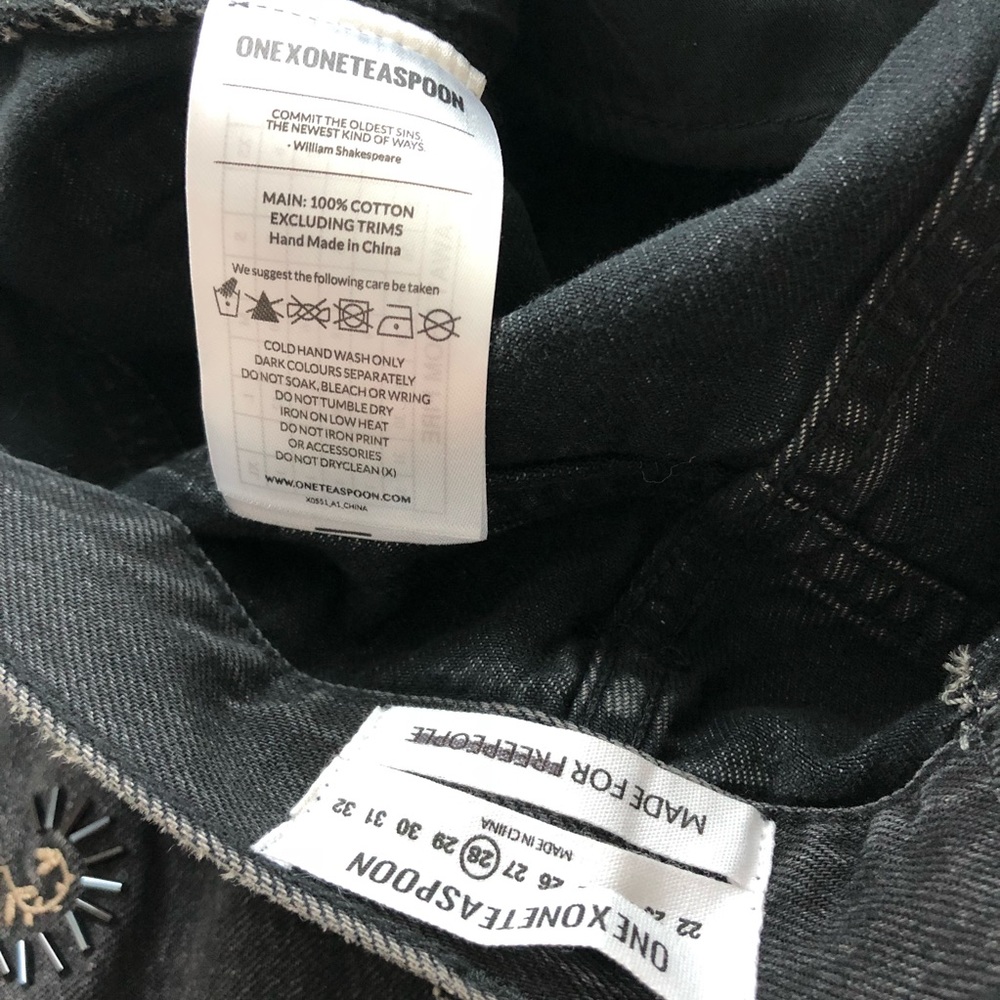 ONEXONETEASPOON
COMMIT THE OLDEST SINS,
THE NEWEST KIND OF WAYS.
- William Shakespeare
MAIN: 100% COTTON
EXCLUDING TRIMS
Hand Made in China
We suggest the following care be taken
COLD HAND WASH ONLY
DARK COLOURS SEPARATELY
DO NOT SOAK, BLEACH OR WRING
DO NOT TUMBLE DRY
IRON ON LOW HEAT
DO NOT IRON PRINT
OR ACCESSORIES
DO NOT DRYCLEAN (X)
WWW.ONETEASPOON.COM
X0551_A1_CHINA
ONEXONETEASPOON
22 26 27 28 29 30 31 32
MADE IN CHINA
MADE FOR FREEPEOPLE